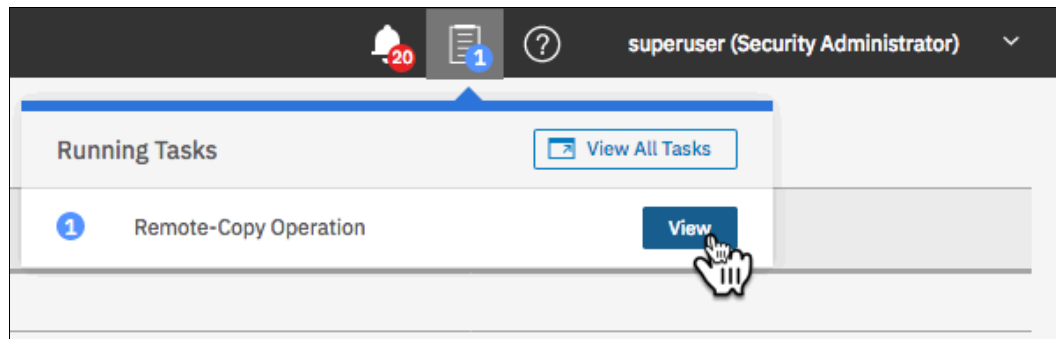 20
1
?
superuser (Security Administrator)
Running Tasks
View All Tasks
1 Remote-Copy Operation
View